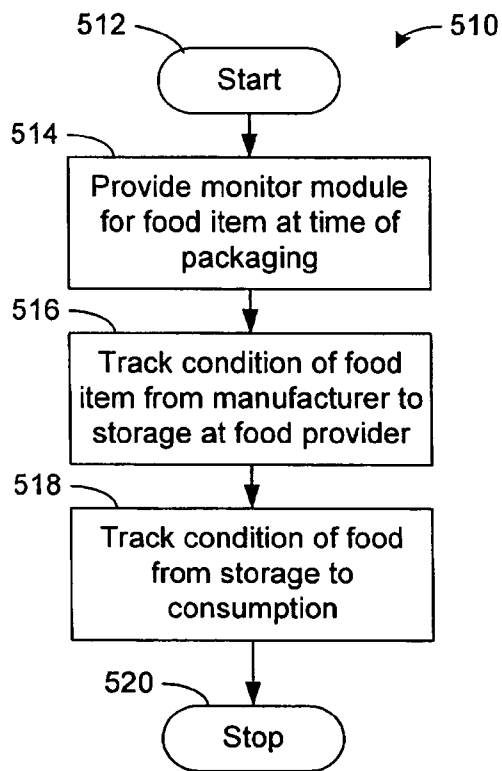 512
510
Start
514
Provide monitor module
for food item at time of
packaging
516
Track condition of food
item from manufacturer to
storage at food provider
518
Track condition of food
from storage to
consumption
520
Stop